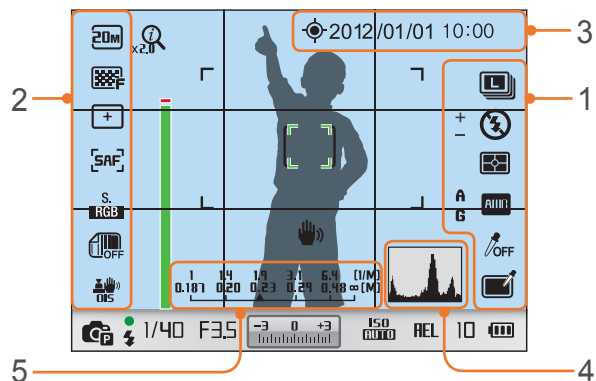 3
2012/01/01 10:00
2
1
20M
x2.0
F
L
+
-
+
SAF
A
G
AWB
S.
RGB
OFF
OFF
OIS
1 1.4 1.9 3.1 6.4 [1/M]
0.187 0.20 0.23 0.29 0.48 ∞ [M]
P
1/40 F3.5
-3 0 +3
ISO
AUTO
AEL
10
5
4